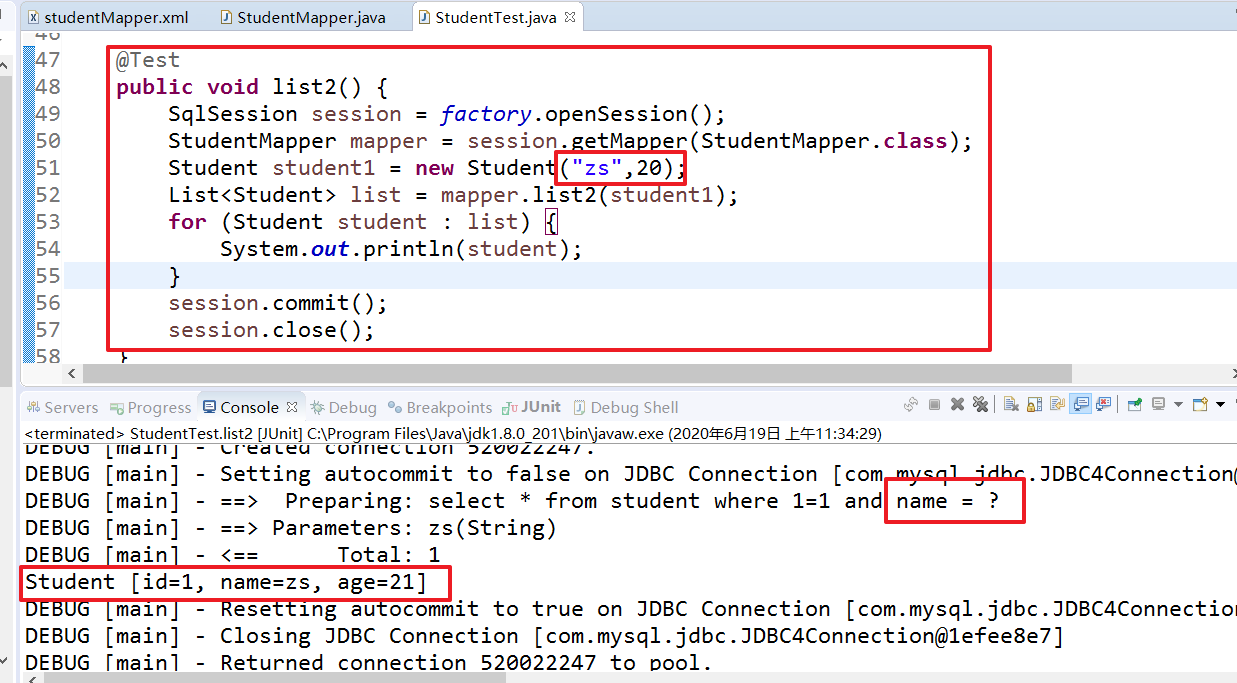 studentMapper.xml StudentMapper.java StudentTest.java
46
47 @Test
48 public void list2() {
49 SqlSession session = factory.openSession();
50 StudentMapper mapper = session.getMapper(StudentMapper.class);
51 Student student1 = new Student("zs",20);
52 List<Student> list = mapper.list2(student1);
53 for (Student student : list) {
54 System.out.println(student);
55 }
56 session.commit();
57 session.close();
58 }
Servers Progress Console Debug Breakpoints JUnit Debug Shell
<terminated> StudentTest.list2 [JUnit] C:\Program Files\Java\jdk1.8.0_201\bin\javaw.exe (2020年6月19日 上午11:34:29)
DEBUG [main] - Created connection 520022247.
DEBUG [main] - Setting autocommit to false on JDBC Connection [com.mysql.jdbc.JDBC4Connection@
DEBUG [main] - ==>  Preparing: select * from student where 1=1 and name = ?
DEBUG [main] - ==> Parameters: zs(String)
DEBUG [main] - <==      Total: 1
Student [id=1, name=zs, age=21]
DEBUG [main] - Resetting autocommit to true on JDBC Connection [com.mysql.jdbc.JDBC4Connection
DEBUG [main] - Closing JDBC Connection [com.mysql.jdbc.JDBC4Connection@1efee8e7]
DEBUG [main] - Returned connection 520022247 to pool.